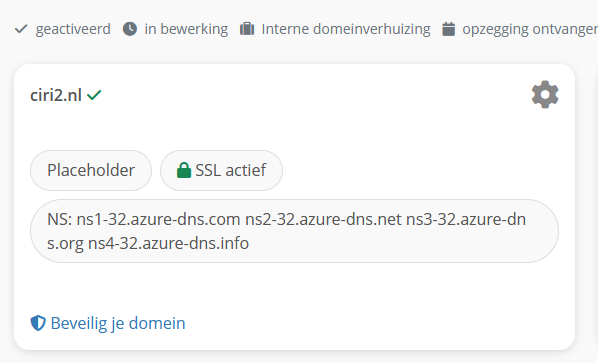 geactiveerd in bewerking Interne domeinverhuizing opzegging ontvangen
ciri2.nl
Placeholder SSL actief
NS: ns1-32.azure-dns.com ns2-32.azure-dns.net ns3-32.azure-dn
s.org ns4-32.azure-dns.info
Beveilig je domein